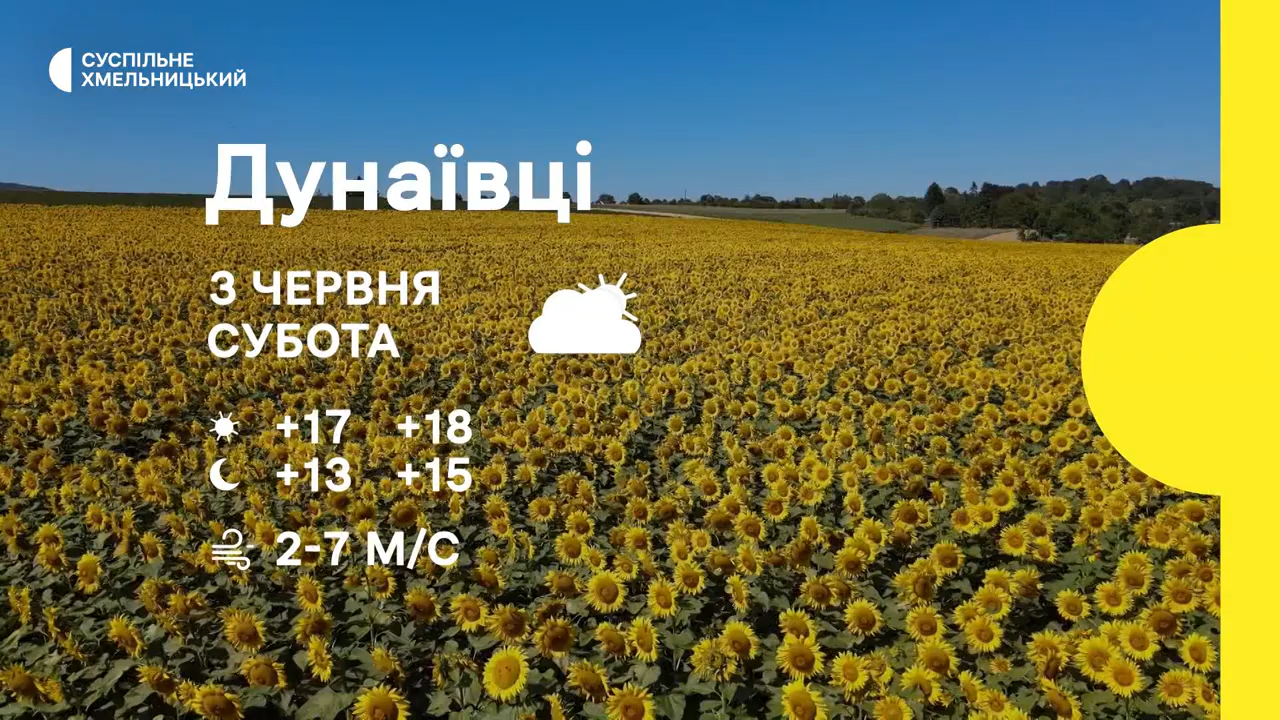 СУСПІЛЬНЕ
ХМЕЛЬНИЦЬКИЙ
Дунаївці
3 ЧЕРВНЯ
СУБОТА
+17 +18
+13 +15
2-7 М/С